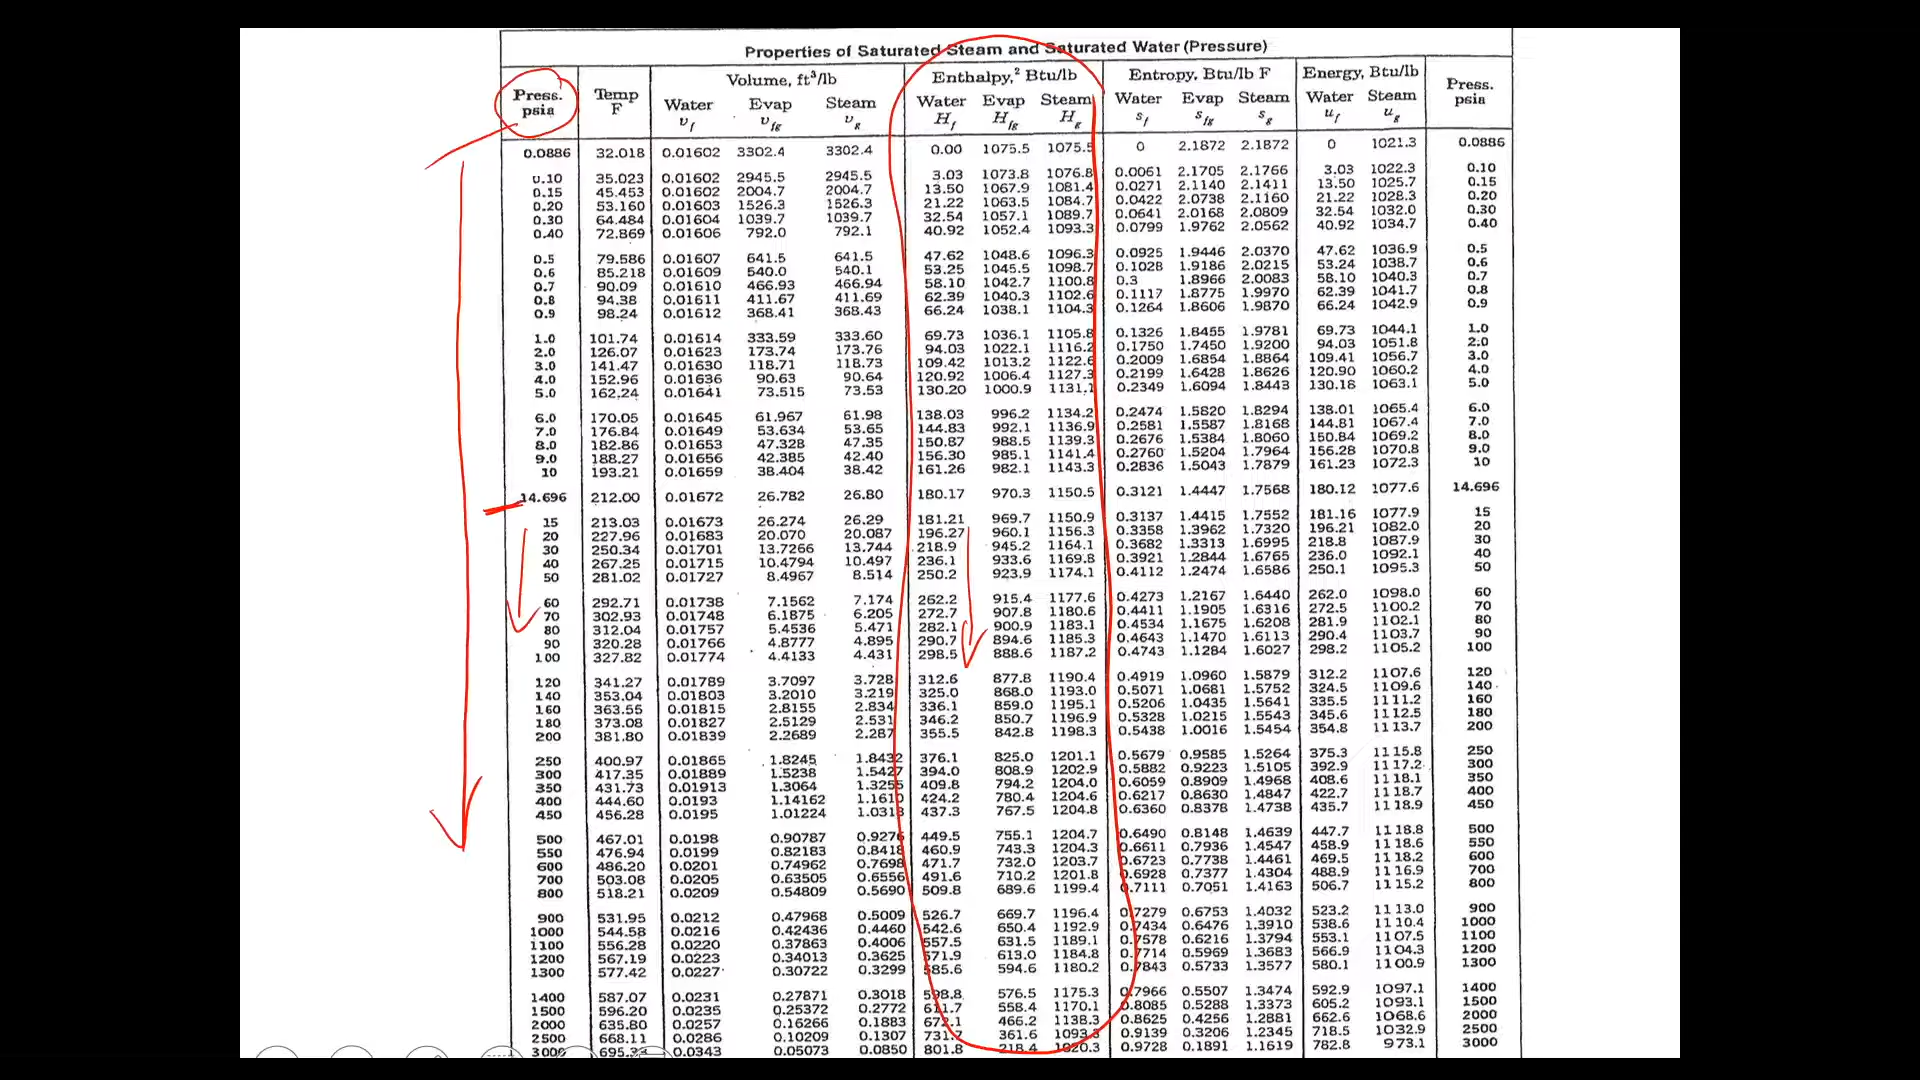 Properties of Saturated Steam and Saturated Water (Pressure)
Press. psia Temp F Volume, ft³/lb Enthalpy,² Btu/lb Entropy, Btu/lb F Energy, Btu/lb Press. psia
Water Evap Steam Water Evap Steam Water Evap Steam Water Steam
v_f v_fg v_g H_f H_fg H_g s_f s_fg s_g u_f u_g
0.0886 32.018 0.01602 3302.4 3302.4 0.00 1075.5 1075.5 0 2.1872 2.1872 0 1021.3 0.0886
0.10 35.023 0.01602 2945.5 2945.5 3.03 1073.8 1076.8 0.0061 2.1705 2.1766 3.03 1022.3 0.10
0.15 45.453 0.01602 2004.7 2004.7 13.50 1067.9 1081.4 0.0271 2.1140 2.1411 13.50 1025.7 0.15
0.20 53.160 0.01603 1526.3 1526.3 21.22 1063.5 1084.7 0.0422 2.0738 2.1160 21.22 1028.3 0.20
0.30 64.484 0.01604 1039.7 1039.7 32.54 1057.1 1089.7 0.0641 2.0168 2.0809 32.54 1032.0 0.30
0.40 72.869 0.01606 792.0 792.1 40.92 1052.4 1093.3 0.0799 1.9762 2.0562 40.92 1034.7 0.40
0.5 79.586 0.01607 641.5 641.5 47.62 1048.6 1096.3 0.0925 1.9446 2.0370 47.62 1036.9 0.5
0.6 85.218 0.01609 540.0 540.1 53.25 1045.5 1098.7 0.1028 1.9186 2.0215 53.24 1038.7 0.6
0.7 90.09 0.01610 466.93 466.94 58.10 1042.7 1100.8 0.3 1.8966 2.0083 58.10 1040.3 0.7
0.8 94.38 0.01611 411.67 411.69 62.39 1040.3 1102.6 0.1117 1.8775 1.9970 62.39 1041.7 0.8
0.9 98.24 0.01612 368.41 368.43 66.24 1038.1 1104.3 0.1264 1.8606 1.9870 66.24 1042.9 0.9
1.0 101.74 0.01614 333.59 333.60 69.73 1036.1 1105.8 0.1326 1.8455 1.9781 69.73 1044.1 1.0
2.0 126.07 0.01623 173.74 173.76 94.03 1022.1 1116.2 0.1750 1.7450 1.9200 94.03 1051.8 2.0
3.0 141.47 0.01630 118.71 118.73 109.42 1013.2 1122.6 0.2009 1.6854 1.8864 109.41 1056.7 3.0
4.0 152.96 0.01636 90.63 90.64 120.92 1006.4 1127.3 0.2199 1.6428 1.8626 120.90 1060.2 4.0
5.0 162.24 0.01641 73.515 73.53 130.20 1000.9 1131.1 0.2349 1.6094 1.8443 130.18 1063.1 5.0
6.0 170.05 0.01645 61.967 61.98 138.03 996.2 1134.2 0.2474 1.5820 1.8294 138.01 1065.4 6.0
7.0 176.84 0.01649 53.634 53.65 144.83 992.1 1136.9 0.2581 1.5587 1.8168 144.81 1067.4 7.0
8.0 182.86 0.01653 47.328 47.35 150.87 988.5 1139.3 0.2676 1.5384 1.8060 150.84 1069.2 8.0
9.0 188.27 0.01656 42.385 42.40 156.30 985.1 1141.4 0.2760 1.5204 1.7964 156.28 1070.8 9.0
10 193.21 0.01659 38.404 38.42 161.26 982.1 1143.3 0.2836 1.5043 1.7879 161.23 1072.3 10
14.696 212.00 0.01672 26.782 26.80 180.17 970.3 1150.5 0.3121 1.4447 1.7568 180.12 1077.6 14.696
15 213.03 0.01673 26.274 26.29 181.21 969.7 1150.9 0.3137 1.4415 1.7552 181.16 1077.9 15
20 227.96 0.01683 20.070 20.087 196.27 960.1 1156.3 0.3358 1.3962 1.7320 196.21 1082.0 20
30 250.34 0.01701 13.7266 13.744 218.9 945.2 1164.1 0.3682 1.3313 1.6995 218.8 1087.9 30
40 267.25 0.01715 10.4794 10.497 236.1 933.6 1169.8 0.3921 1.2844 1.6765 236.0 1092.1 40
50 281.02 0.01727 8.4967 8.514 250.2 923.9 1174.1 0.4112 1.2474 1.6586 250.1 1095.3 50
60 292.71 0.01738 7.1562 7.174 262.2 915.4 1177.6 0.4273 1.2167 1.6440 262.0 1098.0 60
70 302.93 0.01748 6.1875 6.205 272.7 907.8 1180.6 0.4411 1.1905 1.6316 272.5 1100.2 70
80 312.04 0.01757 5.4536 5.471 282.1 900.9 1183.1 0.4534 1.1675 1.6208 281.9 1102.1 80
90 320.28 0.01766 4.8777 4.895 290.7 894.6 1185.3 0.4643 1.1470 1.6113 290.4 1103.7 90
100 327.82 0.01774 4.4133 4.431 298.5 888.6 1187.2 0.4743 1.1284 1.6027 298.2 1105.2 100
120 341.27 0.01789 3.7097 3.728 312.6 877.8 1190.4 0.4919 1.0960 1.5879 312.2 1107.6 120
140 353.04 0.01803 3.2010 3.219 325.0 868.0 1193.0 0.5071 1.0681 1.5752 324.5 1109.6 140
160 363.55 0.01815 2.8155 2.834 336.1 859.0 1195.1 0.5206 1.0435 1.5641 335.5 1111.2 160
180 373.08 0.01827 2.5129 2.531 346.2 850.7 1196.9 0.5328 1.0215 1.5543 345.6 1112.5 180
200 381.80 0.01839 2.2689 2.287 355.5 842.8 1198.3 0.5438 1.0016 1.5454 354.8 1113.7 200
250 400.97 0.01865 1.8245 1.8432 376.1 825.0 1201.1 0.5679 0.9585 1.5264 375.3 1115.8 250
300 417.35 0.01889 1.5238 1.5427 394.0 808.9 1202.9 0.5882 0.9223 1.5105 392.9 1117.2 300
350 431.73 0.01913 1.3064 1.3255 409.8 794.2 1204.0 0.6059 0.8909 1.4968 408.6 1118.1 350
400 444.60 0.0193 1.14162 1.1610 424.2 780.4 1204.6 0.6217 0.8630 1.4847 422.7 1118.7 400
450 456.28 0.0195 1.01224 1.0318 437.3 767.5 1204.8 0.6360 0.8378 1.4738 435.7 1118.9 450
500 467.01 0.0198 0.90787 0.9276 449.5 755.1 1204.7 0.6490 0.8148 1.4639 447.7 1118.8 500
550 476.94 0.0199 0.82183 0.8418 460.9 743.3 1204.3 0.6611 0.7936 1.4547 458.9 1118.6 550
600 486.20 0.0201 0.74962 0.7698 471.7 732.0 1203.7 0.6723 0.7738 1.4461 469.5 1118.2 600
700 503.08 0.0205 0.63505 0.6556 491.6 710.2 1201.8 0.6928 0.7377 1.4304 488.9 1116.9 700
800 518.21 0.0209 0.54809 0.5690 509.8 689.6 1199.4 0.7111 0.7051 1.4163 506.7 1115.2 800
900 531.95 0.0212 0.47968 0.5009 526.7 669.7 1196.4 0.7279 0.6753 1.4032 523.2 1113.0 900
1000 544.58 0.0216 0.42436 0.4460 542.6 650.4 1192.9 0.7434 0.6476 1.3910 538.6 1110.4 1000
1100 556.28 0.0220 0.37863 0.4006 557.5 631.5 1189.1 0.7578 0.6216 1.3794 553.1 1107.5 1100
1200 567.19 0.0223 0.34013 0.3625 571.9 613.0 1184.8 0.7714 0.5969 1.3683 566.9 1104.3 1200
1300 577.42 0.0227 0.30722 0.3299 585.6 594.6 1180.2 0.7843 0.5733 1.3577 580.1 1100.9 1300
1400 587.07 0.0231 0.27871 0.3018 598.8 576.5 1175.3 0.7966 0.5507 1.3474 592.9 1097.1 1400
1500 596.20 0.0235 0.25372 0.2772 611.7 558.4 1170.1 0.8085 0.5288 1.3373 605.2 1093.1 1500
2000 635.80 0.0257 0.16266 0.1883 672.1 466.2 1138.3 0.8625 0.4256 1.2881 662.6 1068.6 2000
2500 668.11 0.0286 0.10209 0.1307 731.7 361.6 1093.3 0.9139 0.3206 1.2345 718.5 1032.9 2500
3000 695.33 0.0343 0.05073 0.0850 801.8 218.4 1020.3 0.9728 0.1891 1.1619 782.8 973.1 3000